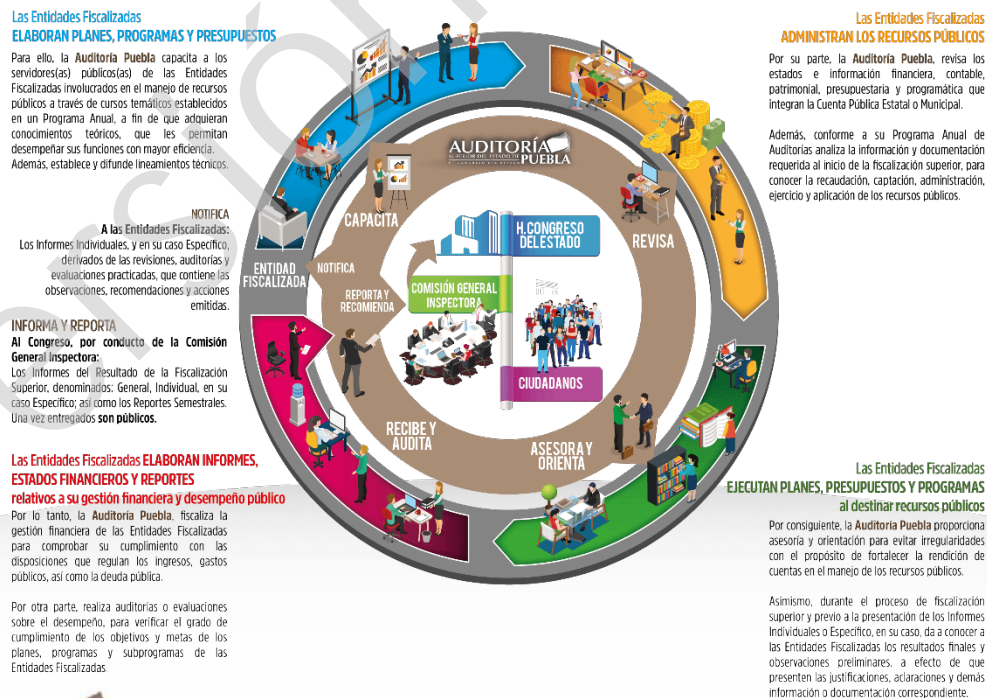 Las Entidades Fiscalizadas
ELABORAN PLANES, PROGRAMAS Y PRESUPUESTOS
Para ello, la Auditoría Puebla capacita a los
servidores(as) públicos(as) de las Entidades
Fiscalizadas involucrados en el manejo de recursos
públicos a través de cursos temáticos establecidos
en un Programa Anual, a fin de que adquieran
conocimientos teóricos, que les permitan
desempeñar sus funciones con mayor eficiencia.
Además, establece y difunde lineamientos técnicos.
NOTIFICA
A las Entidades Fiscalizadas:
Los Informes Individuales, y en su caso Específico,
derivados de las revisiones, auditorías y
evaluaciones practicadas, que contiene las
observaciones, recomendaciones y acciones
emitidas.
INFORMA Y REPORTA
Al Congreso, por conducto de la Comisión
General Inspectora:
Los Informes del Resultado de la Fiscalización
Superior, denominados: General, Individual, en su
caso Específico; así como los Reportes Semestrales.
Una vez entregados son públicos.
Las Entidades Fiscalizadas ELABORAN INFORMES,
ESTADOS FINANCIEROS Y REPORTES
relativos a su gestión financiera y desempeño público
Por lo tanto, la Auditoría Puebla, fiscaliza la
gestión financiera de las Entidades Fiscalizadas
para comprobar su cumplimiento con las
disposiciones que regulan los ingresos, gastos
públicos, así como la deuda pública.
Por otra parte, realiza auditorías o evaluaciones
sobre el desempeño, para verificar el grado de
cumplimiento de los objetivos y metas de los
planes, programas y subprogramas de las
Entidades Fiscalizadas.
AUDITORÍA
SUPERIOR DEL ESTADO DE PUEBLA
CAPACITA
REVISA
ENTIDAD
FISCALIZADA
NOTIFICA
REPORTA Y
RECOMIENDA
H. CONGRESO
DEL ESTADO
COMISIÓN GENERAL
INSPECTORA
CIUDADANOS
RECIBE Y
AUDITA
ASESORA Y
ORIENTA
Las Entidades Fiscalizadas
ADMINISTRAN LOS RECURSOS PÚBLICOS
Por su parte, la Auditoría Puebla, revisa los
estados e información financiera, contable,
patrimonial, presupuestaria y programática que
integran la Cuenta Pública Estatal o Municipal.
Además, conforme a su Programa Anual de
Auditorias analiza la información y documentación
requerida al inicio de la fiscalización superior, para
conocer la recaudación, captación, administración,
ejercicio y aplicación de los recursos públicos.
Las Entidades Fiscalizadas
EJECUTAN PLANES, PRESUPUESTOS Y PROGRAMAS
al destinar recursos públicos
Por consiguiente, la Auditoría Puebla proporciona
asesoría y orientación para evitar irregularidades
con el propósito de fortalecer la rendición de
cuentas en el manejo de los recursos públicos.
Asimismo, durante el proceso de fiscalización
superior y previo a la presentación de los Informes
Individuales o Específico, en su caso, da a conocer a
las Entidades Fiscalizadas los resultados finales y
observaciones preliminares, a efecto de que
presenten las justificaciones, aclaraciones y demás
información o documentación correspondiente.